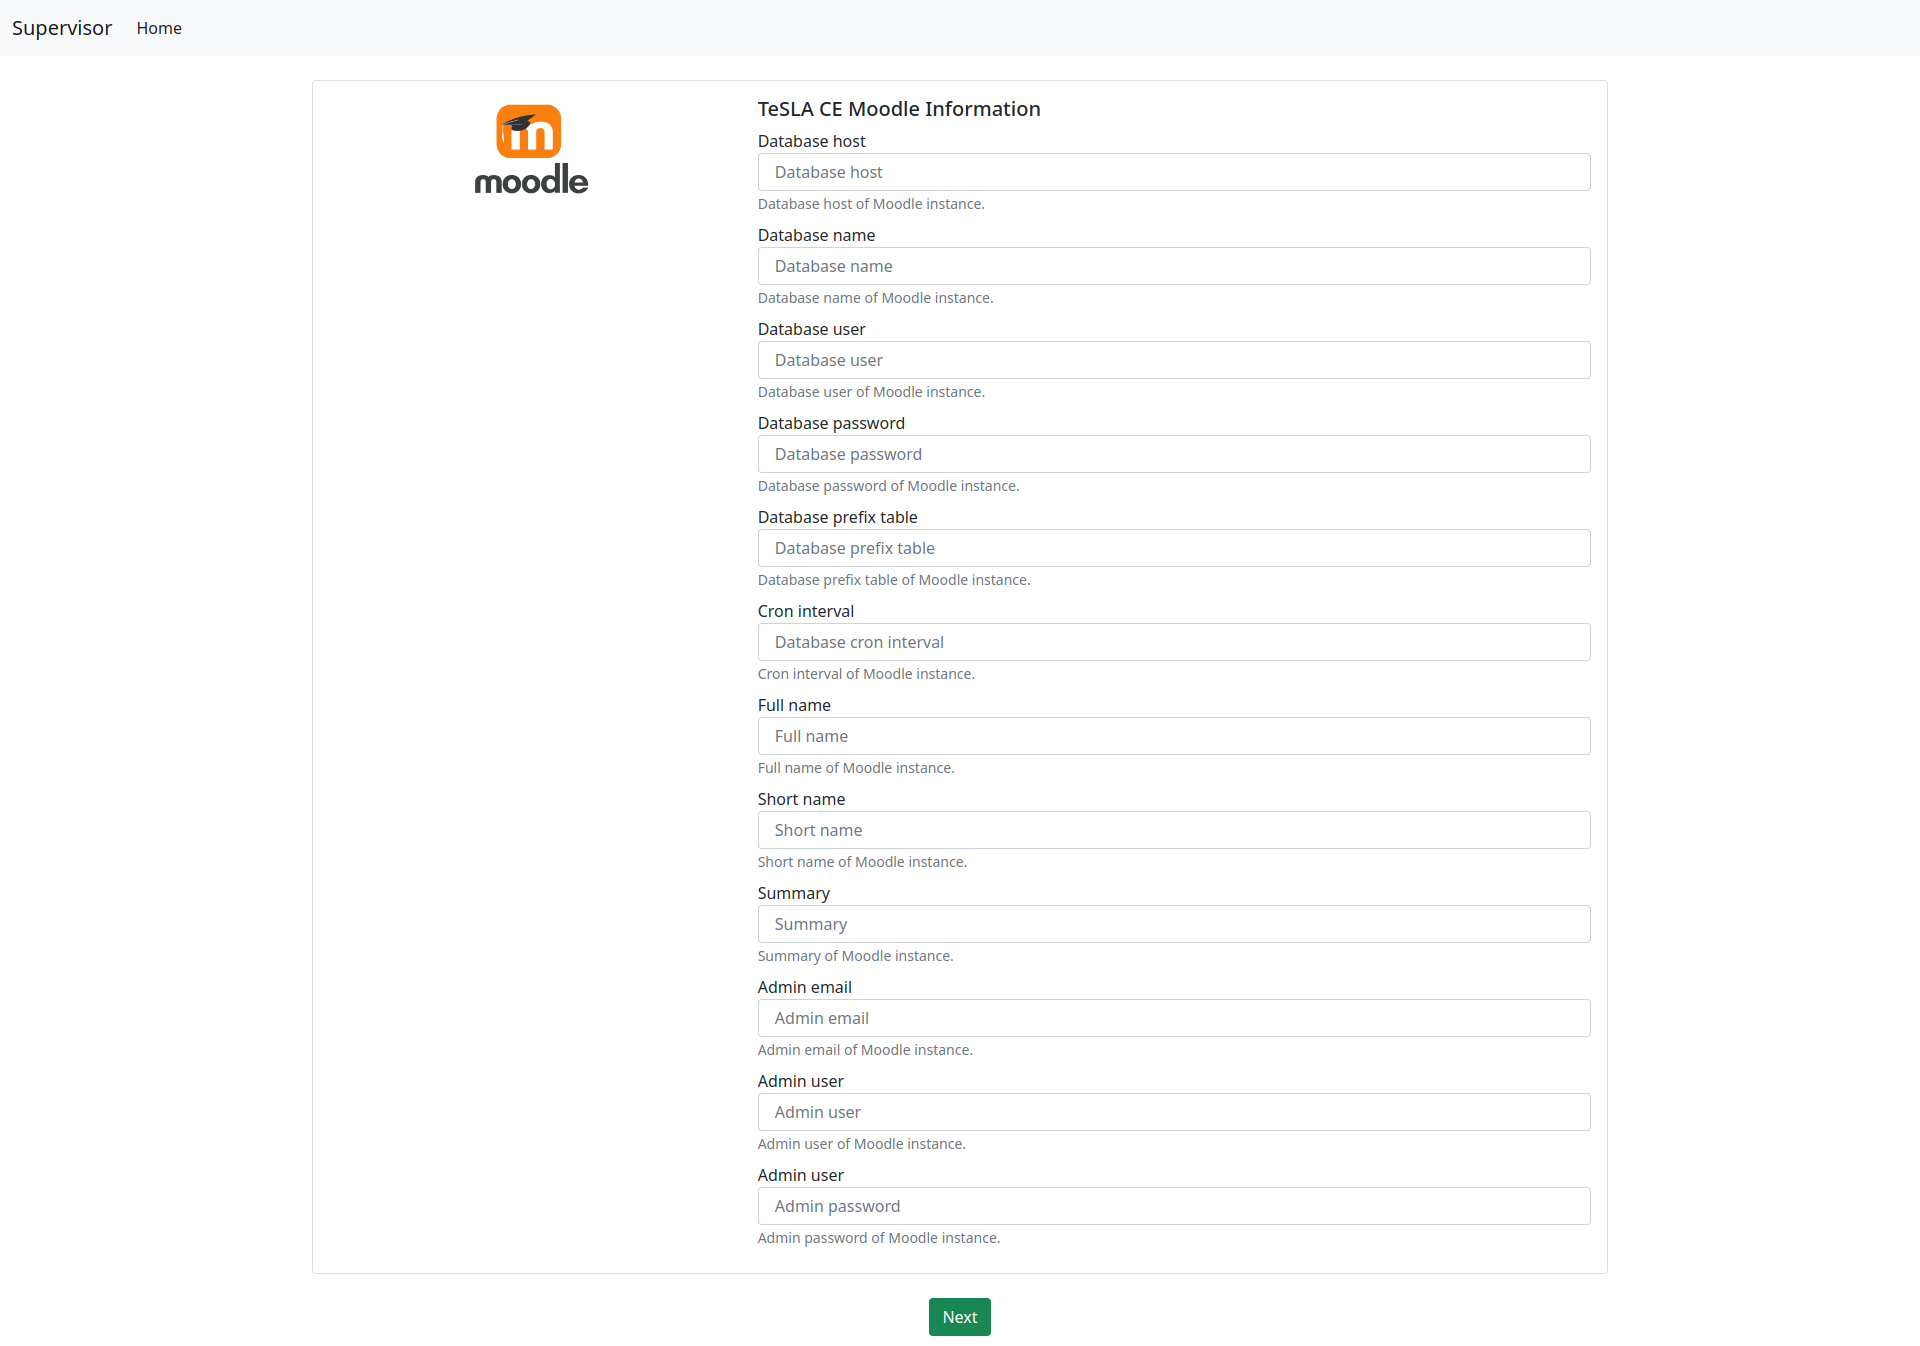 Supervisor Home
moodle
TeSLA CE Moodle Information
Database host
Database host
Database host of Moodle instance.
Database name
Database name
Database name of Moodle instance.
Database user
Database user
Database user of Moodle instance.
Database password
Database password
Database password of Moodle instance.
Database prefix table
Database prefix table
Database prefix table of Moodle instance.
Cron interval
Database cron interval
Cron interval of Moodle instance.
Full name
Full name
Full name of Moodle instance.
Short name
Short name
Short name of Moodle instance.
Summary
Summary
Summary of Moodle instance.
Admin email
Admin email
Admin email of Moodle instance.
Admin user
Admin user
Admin user of Moodle instance.
Admin user
Admin password
Admin password of Moodle instance.
Next